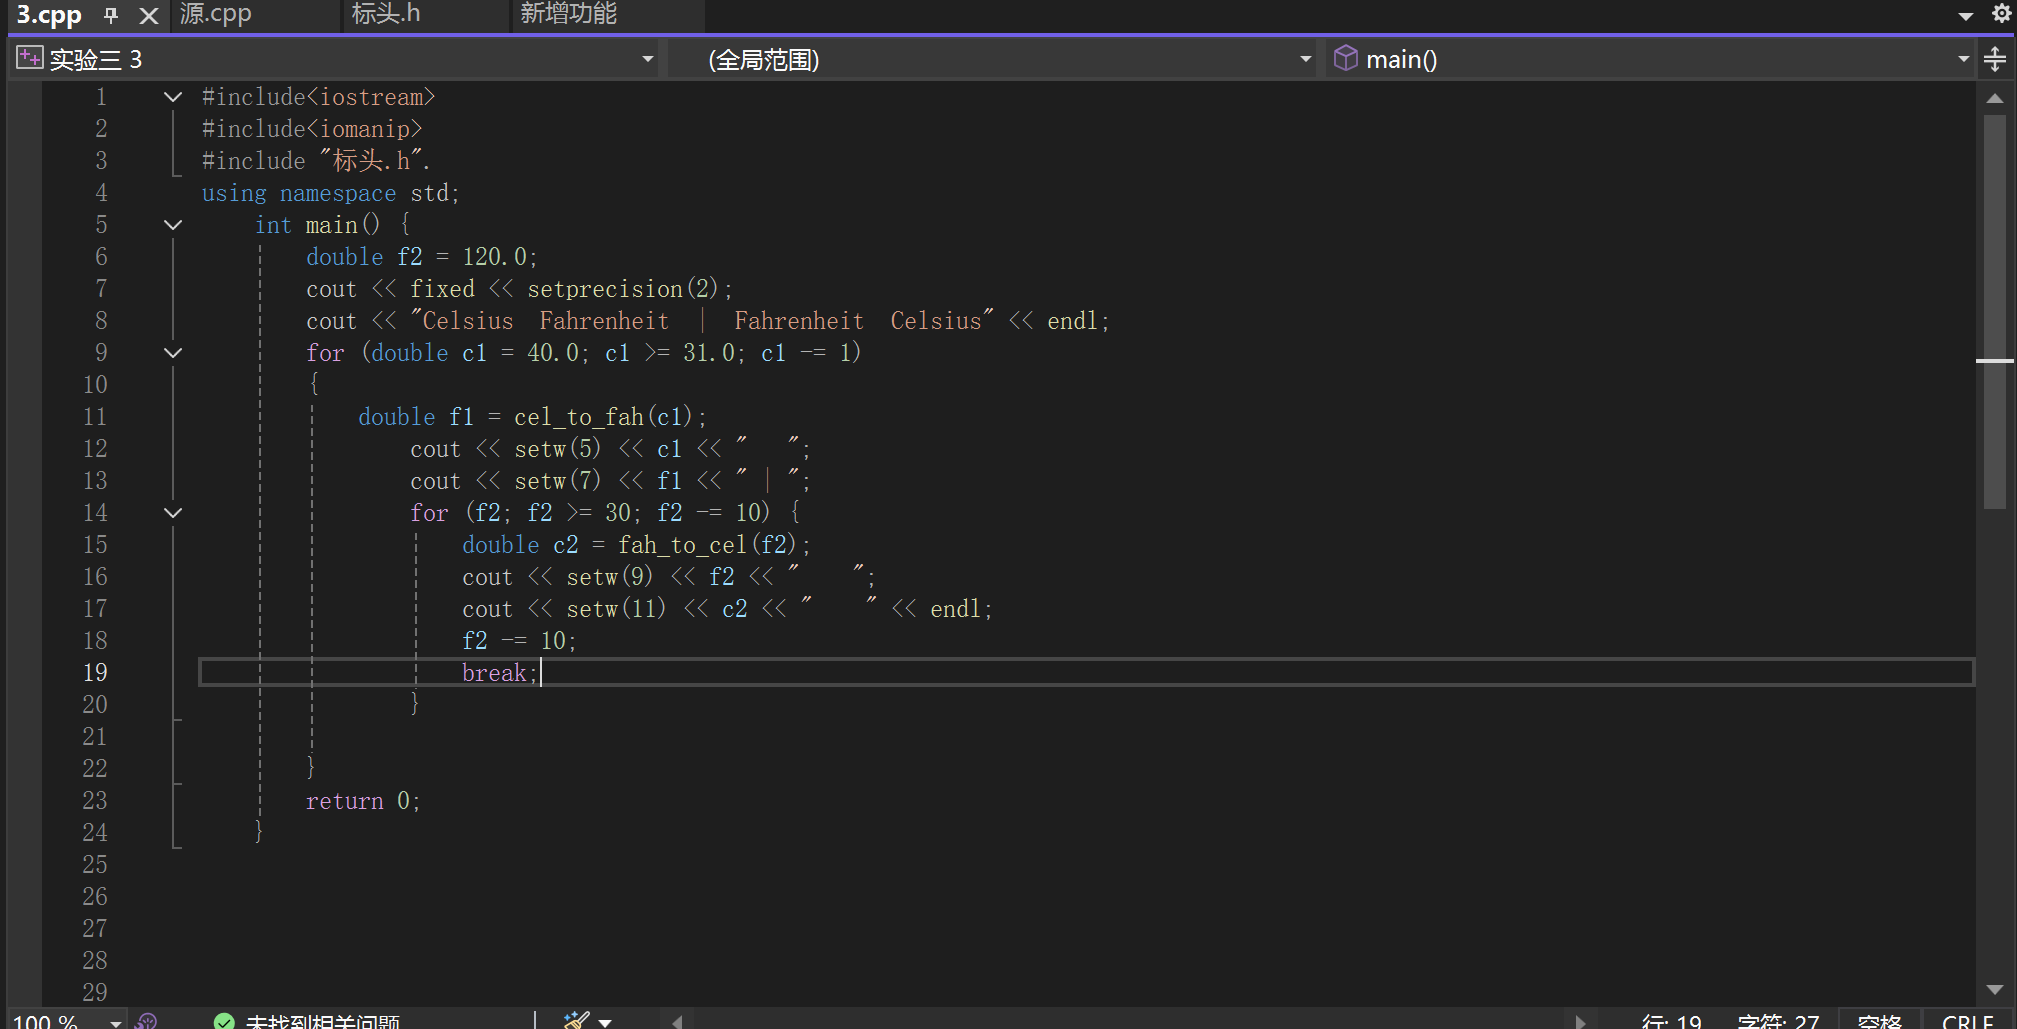 3.cpp 源.cpp 标头.h 新增功能
实验三 3 (全局范围) main()
1 #include<iostream>
2 #include<iomanip>
3 #include "标头.h".
4 using namespace std;
5 int main() {
6 double f2 = 120.0;
7 cout << fixed << setprecision(2);
8 cout << "Celsius  Fahrenheit  |  Fahrenheit  Celsius" << endl;
9 for (double c1 = 40.0; c1 >= 31.0; c1 -= 1)
10 {
11 double f1 = cel_to_fah(c1);
12 cout << setw(5) << c1 << "   ";
13 cout << setw(7) << f1 << " | ";
14 for (f2; f2 >= 30; f2 -= 10) {
15 double c2 = fah_to_cel(f2);
16 cout << setw(9) << f2 << "    ";
17 cout << setw(11) << c2 << "    " << endl;
18 f2 -= 10;
19 break;
20 }
21
22 }
23 return 0;
24 }
25
26
27
28
29
100 % 未找到相关问题 行: 19 字符: 27 空格 CRLF